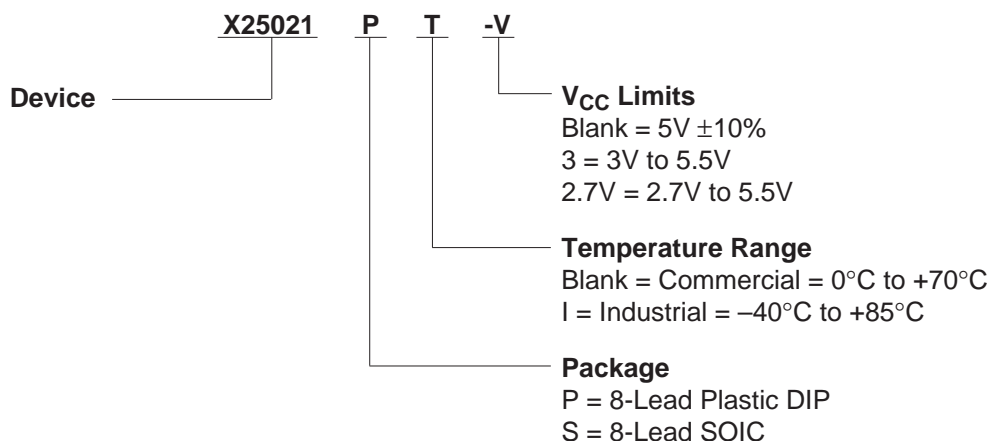 X25021 P T -V
Device
VCC Limits
Blank = 5V ±10%
3 = 3V to 5.5V
2.7V = 2.7V to 5.5V
Temperature Range
Blank = Commercial = 0°C to +70°C
I = Industrial = –40°C to +85°C
Package
P = 8-Lead Plastic DIP
S = 8-Lead SOIC